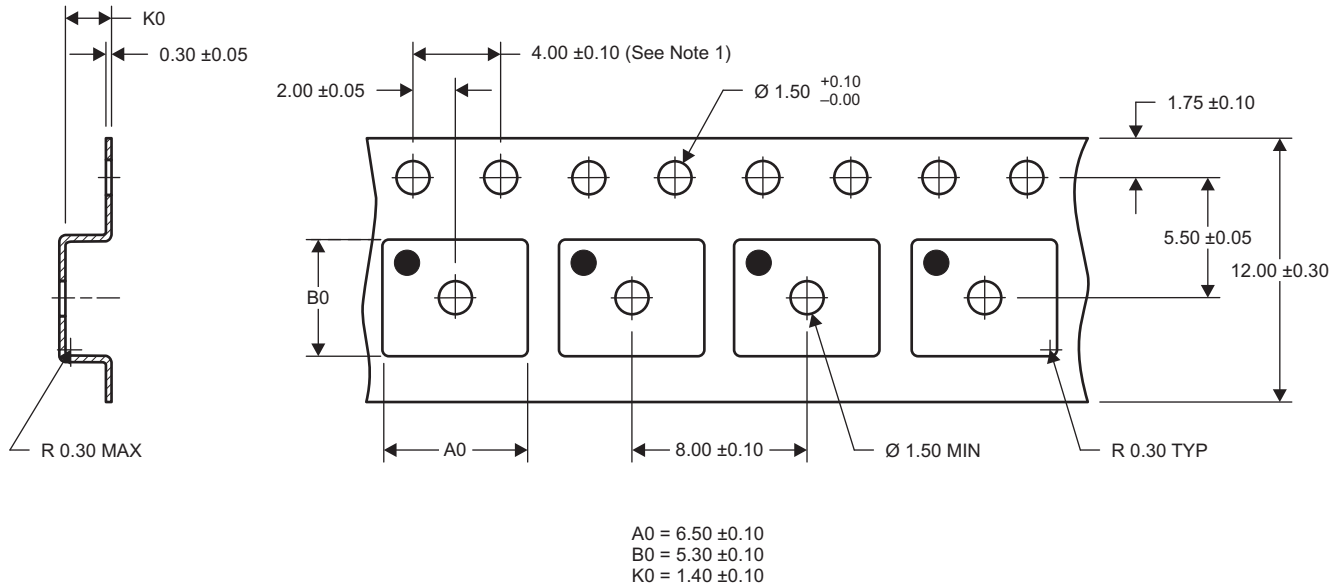 K0
0.30 ±0.05
4.00 ±0.10 (See Note 1)
2.00 ±0.05
Ø 1.50 +0.10 –0.00
1.75 ±0.10
5.50 ±0.05
12.00 ±0.30
B0
R 0.30 MAX
A0
8.00 ±0.10
Ø 1.50 MIN
R 0.30 TYP
A0 = 6.50 ±0.10
B0 = 5.30 ±0.10
K0 = 1.40 ±0.10